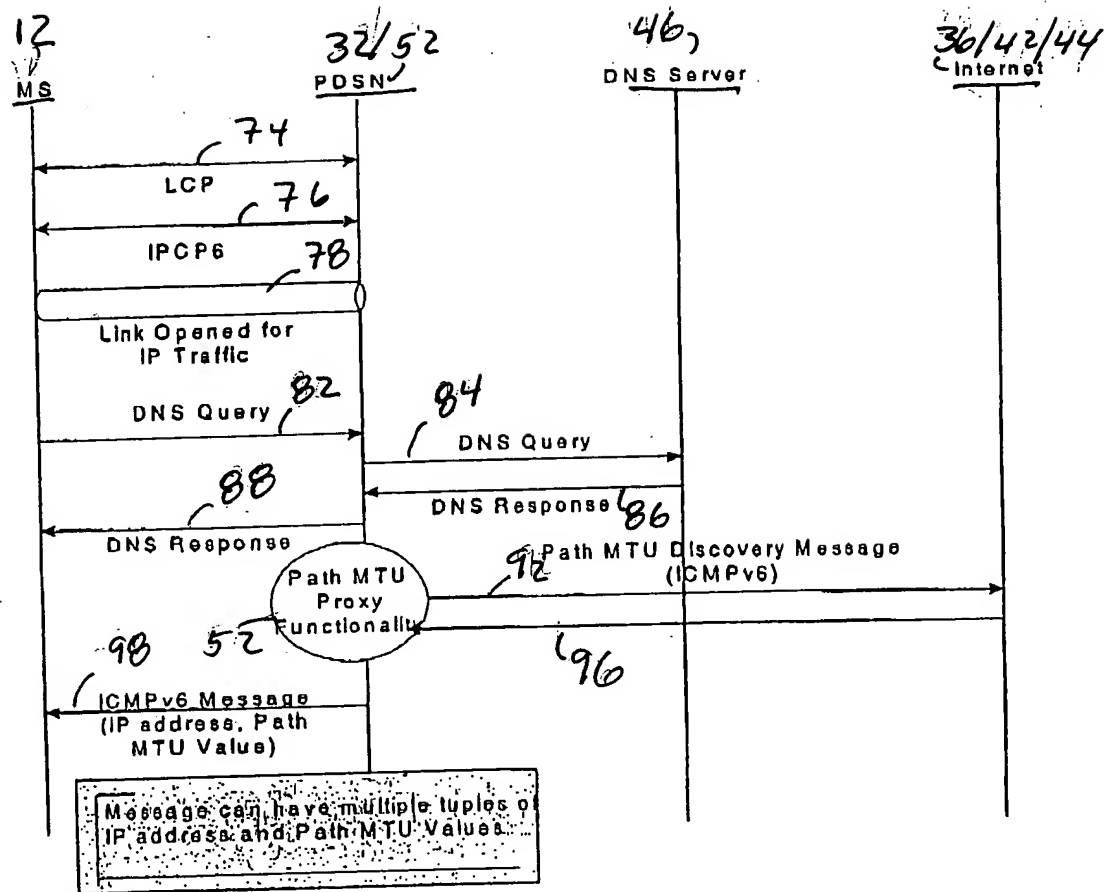 12
32/52
46
36/42/44
MS
PDSN
DNS Server
Internet
74
LCP
76
IPCP6
78
Link Opened for
IP Traffic
82
DNS Query
84
DNS Query
88
DNS Response 86
DNS Response
92 Path MTU Discovery Message
(ICMPv6)
Path MTU
Proxy
Functionality
52
96
98
ICMPv6 Message
(IP address, Path
MTU Value)
Message can have multiple tuples of
IP address and Path MTU Values